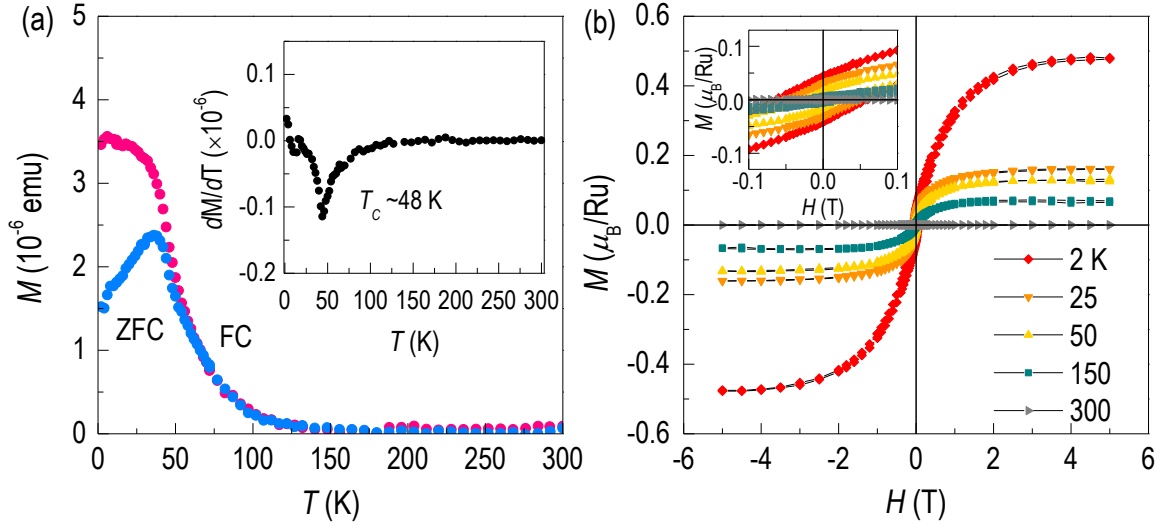 (a)
5
4
3
2
1
0
M (10⁻⁶ emu)
0 50 100 150 200 250 300
T (K)
ZFC
FC
0.1
0.0
-0.1
-0.2
dM/dT (×10⁻⁶)
T_C ~48 K
0 50 100 150 200 250 300
T (K)
(b)
0.6
0.4
0.2
0.0
-0.2
-0.4
-0.6
M (μ_B/Ru)
-6 -4 -2 0 2 4 6
H (T)
0.1
0.0
-0.1
M (μ_B/Ru)
-0.1 0.0 0.1
H (T)
2 K
25
50
150
300